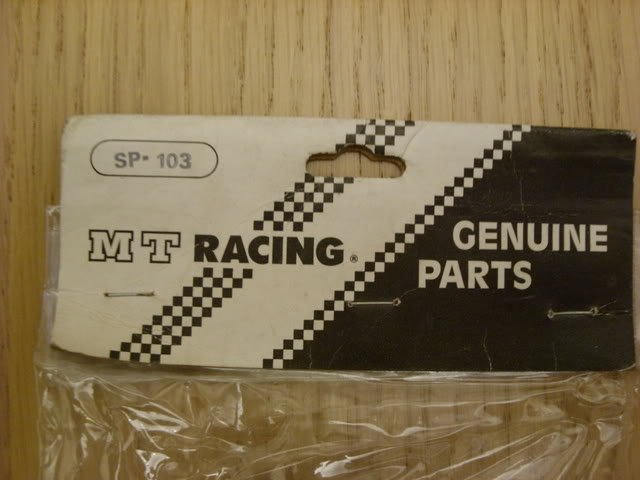 SP- 103
MT RACING®
GENUINE
PARTS